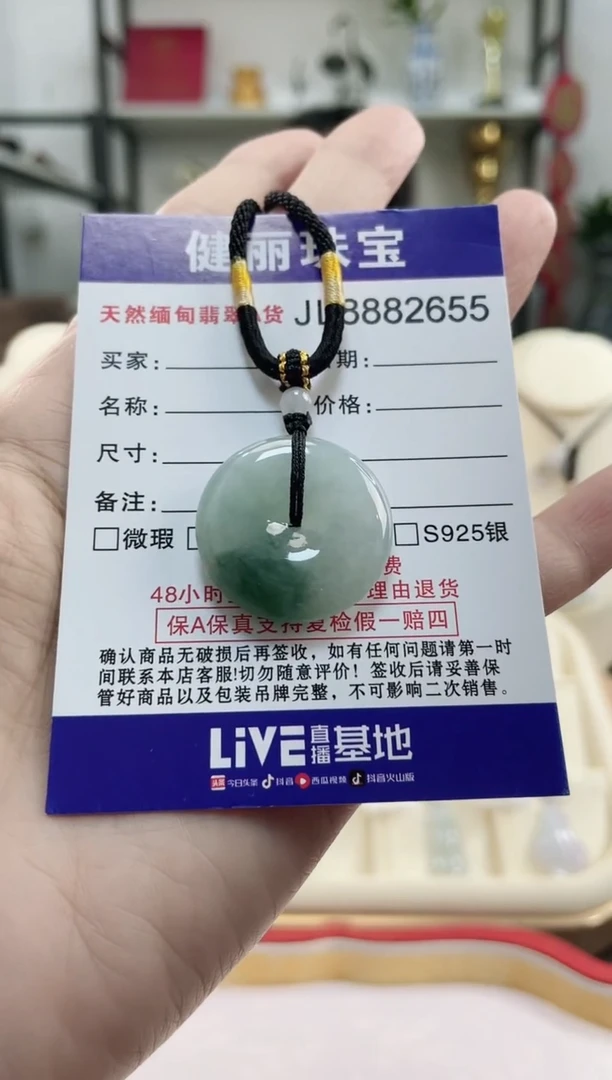 健丽珠宝
天然缅甸翡翠A货 JL8882655
买家: 期:
名称: 价格:
尺寸:
备注:
□微瑕 □S925银
费
48小时 理由退货
保A保真支持复检假一赔四
确认商品无破损后再签收，如有任何问题请第一时
间联系本店客服!切勿随意评价！签收后请妥善保
管好商品以及包装吊牌完整，不可影响二次销售。
LiVE直播基地
头条 今日头条 抖音 西瓜视频 抖音火山版